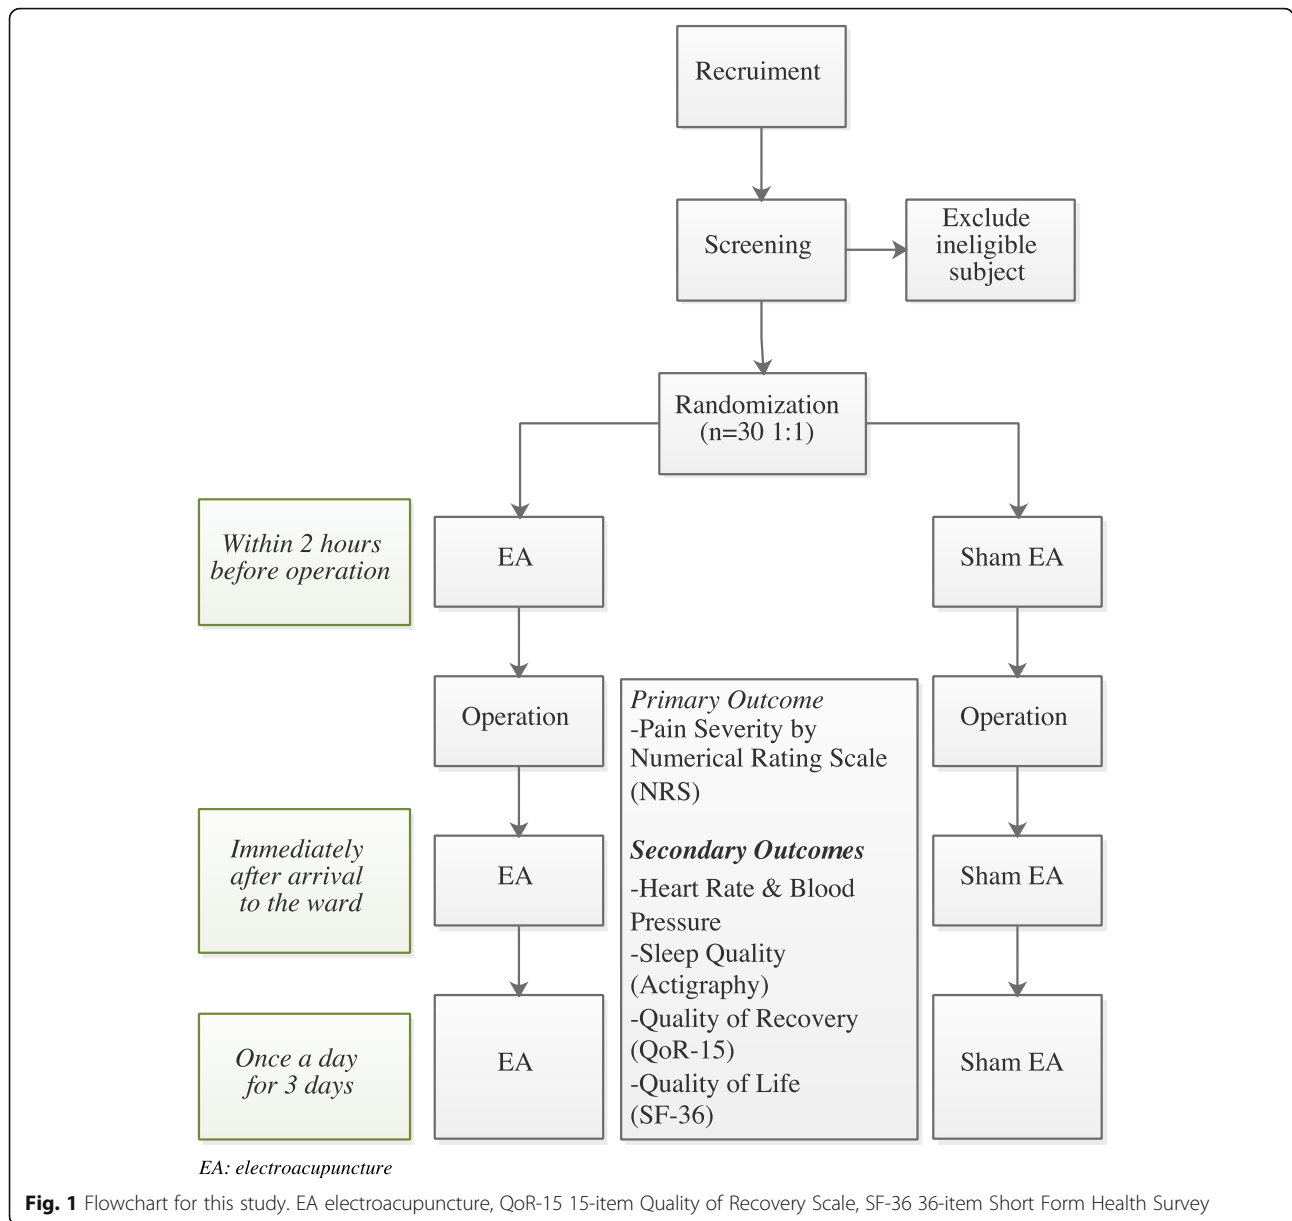 Recruiment
Screening
Exclude
ineligible
subject
Randomization
(n=30 1:1)
Within 2 hours
before operation
EA
Sham EA
Operation
Operation
Primary Outcome
-Pain Severity by
Numerical Rating Scale
(NRS)
Secondary Outcomes
-Heart Rate & Blood
Pressure
-Sleep Quality
(Actigraphy)
-Quality of Recovery
(QoR-15)
-Quality of Life
(SF-36)
Immediately
after arrival
to the ward
EA
Sham EA
Once a day
for 3 days
EA
Sham EA
EA: electroacupuncture
Fig. 1 Flowchart for this study. EA electroacupuncture, QoR-15 15-item Quality of Recovery Scale, SF-36 36-item Short Form Health Survey